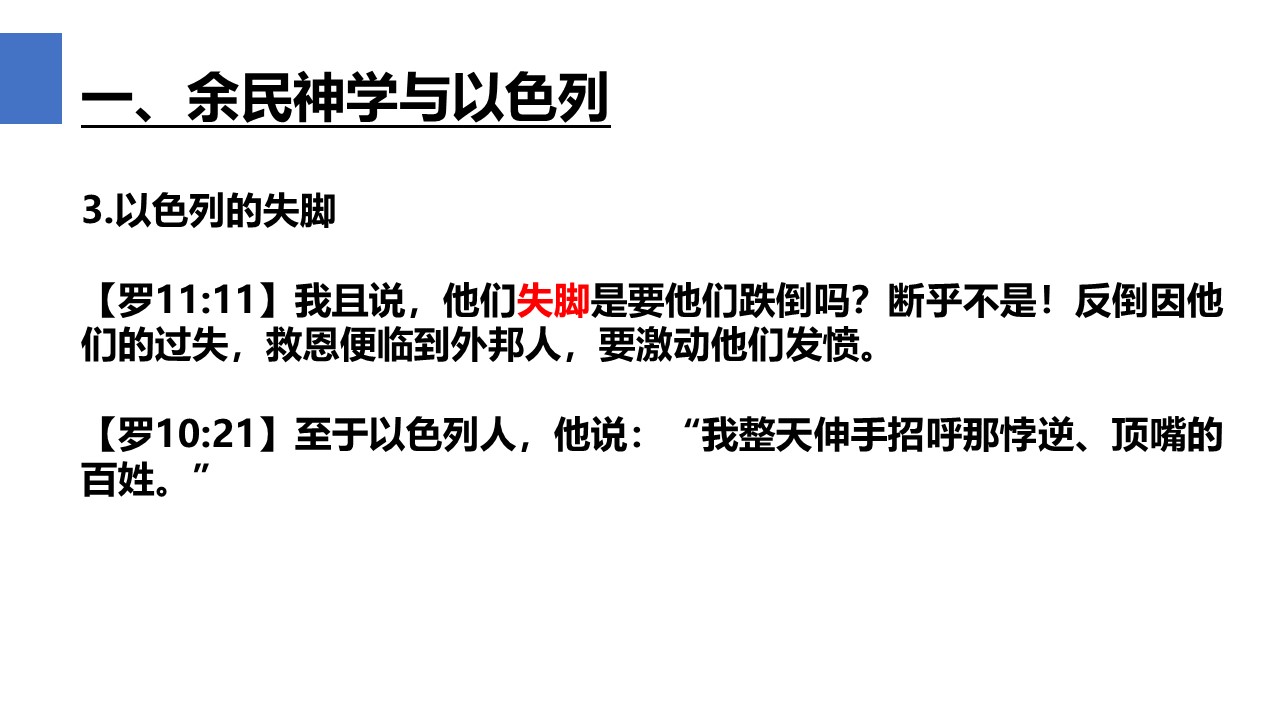 一、余民神学与以色列
3.以色列的失脚
【罗11:11】我且说，他们失脚是要他们跌倒吗？断乎不是！反倒因他
们的过失，救恩便临到外邦人，要激动他们发愤。
【罗10:21】至于以色列人，他说：“我整天伸手招呼那悖逆、顶嘴的
百姓。”